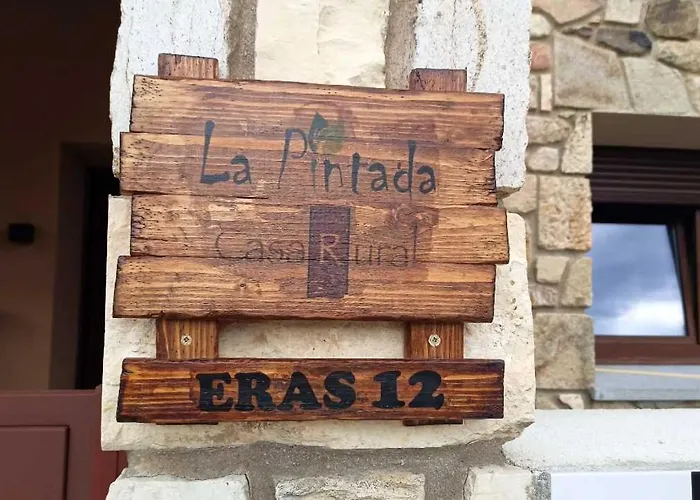 La Pintada
Casa Rural
ERAS 12